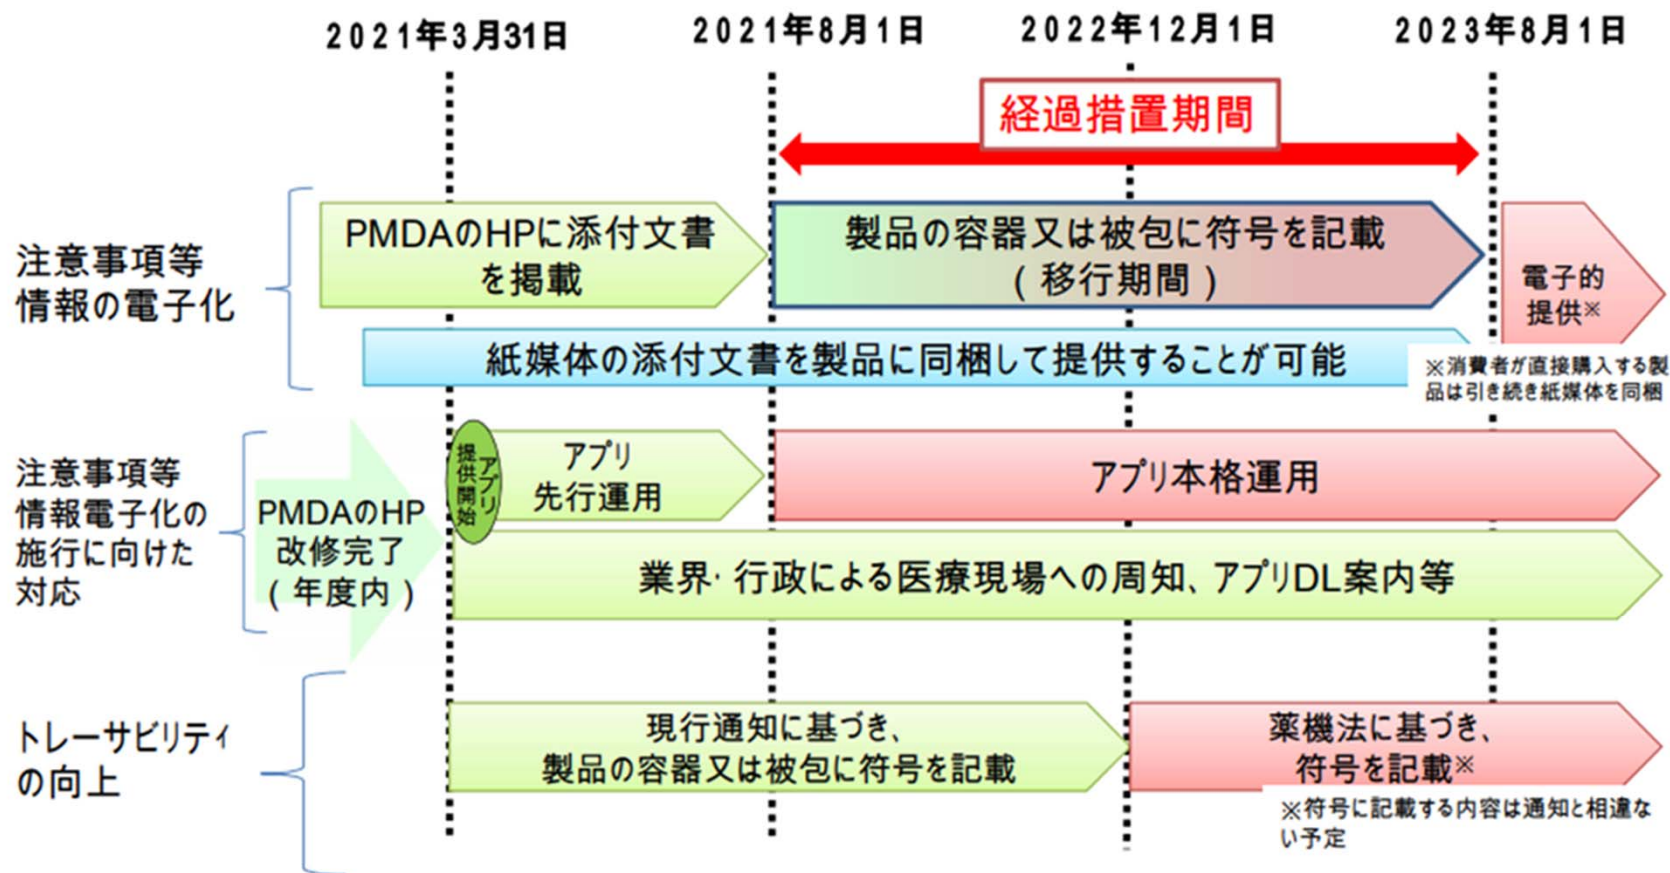 2021年3月31日
2021年8月1日
2022年12月1日
2023年8月1日
経過措置期間
注意事項等
情報の電子化
PMDAのHPに添付文書
を掲載
製品の容器又は被包に符号を記載
(移行期間)
電子的
提供※
紙媒体の添付文書を製品に同梱して提供することが可能
※消費者が直接購入する製
品は引き続き紙媒体を同梱
注意事項等
情報電子化の
施行に向けた
対応
PMDAのHP
改修完了
(年度内)
アプリ
提供開始
アプリ
先行運用
アプリ本格運用
業界・行政による医療現場への周知、アプリDL案内等
トレーサビリティ
の向上
現行通知に基づき、
製品の容器又は被包に符号を記載
薬機法に基づき、
符号を記載※
※符号に記載する内容は通知と相違な
い予定